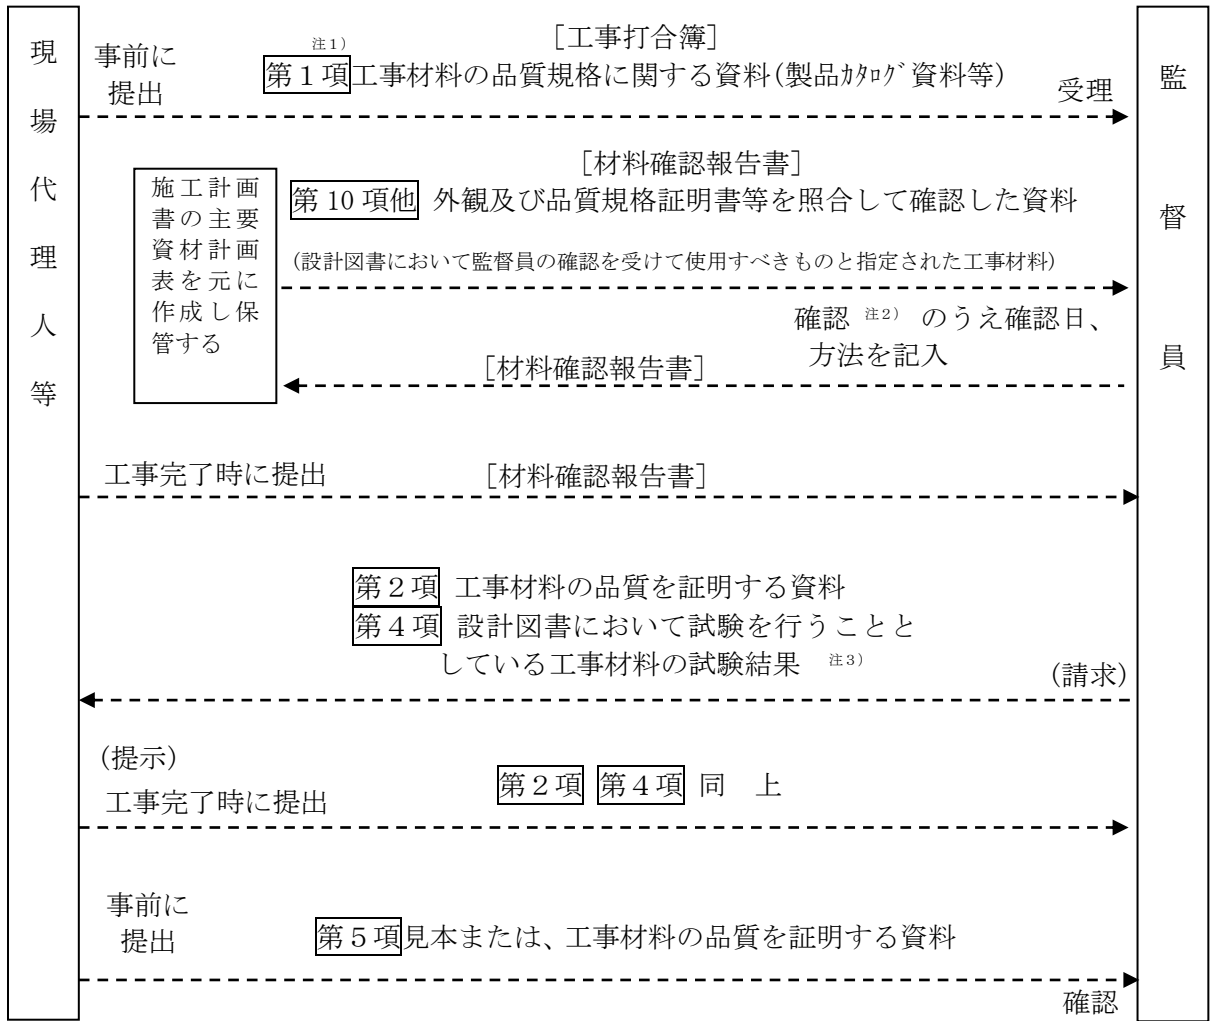 現場代理人等
監督員
注1）
［工事打合簿］
事前に
提出
第１項工事材料の品質規格に関する資料(製品ｶﾀﾛｸﾞ資料等)
受理
［材料確認報告書］
施工計画
書の主要
資材計画
表を元に
作成し保
管する
第10項他 外観及び品質規格証明書等を照合して確認した資料
(設計図書において監督員の確認を受けて使用すべきものと指定された工事材料)
確認 注2） のうえ確認日、
方法を記入
［材料確認報告書］
工事完了時に提出 ［材料確認報告書］
第２項 工事材料の品質を証明する資料
第４項 設計図書において試験を行うことと
している工事材料の試験結果 注3）
(請求)
(提示)
工事完了時に提出
第２項 第４項 同　上
事前に
提出
第５項見本または、工事材料の品質を証明する資料
確認